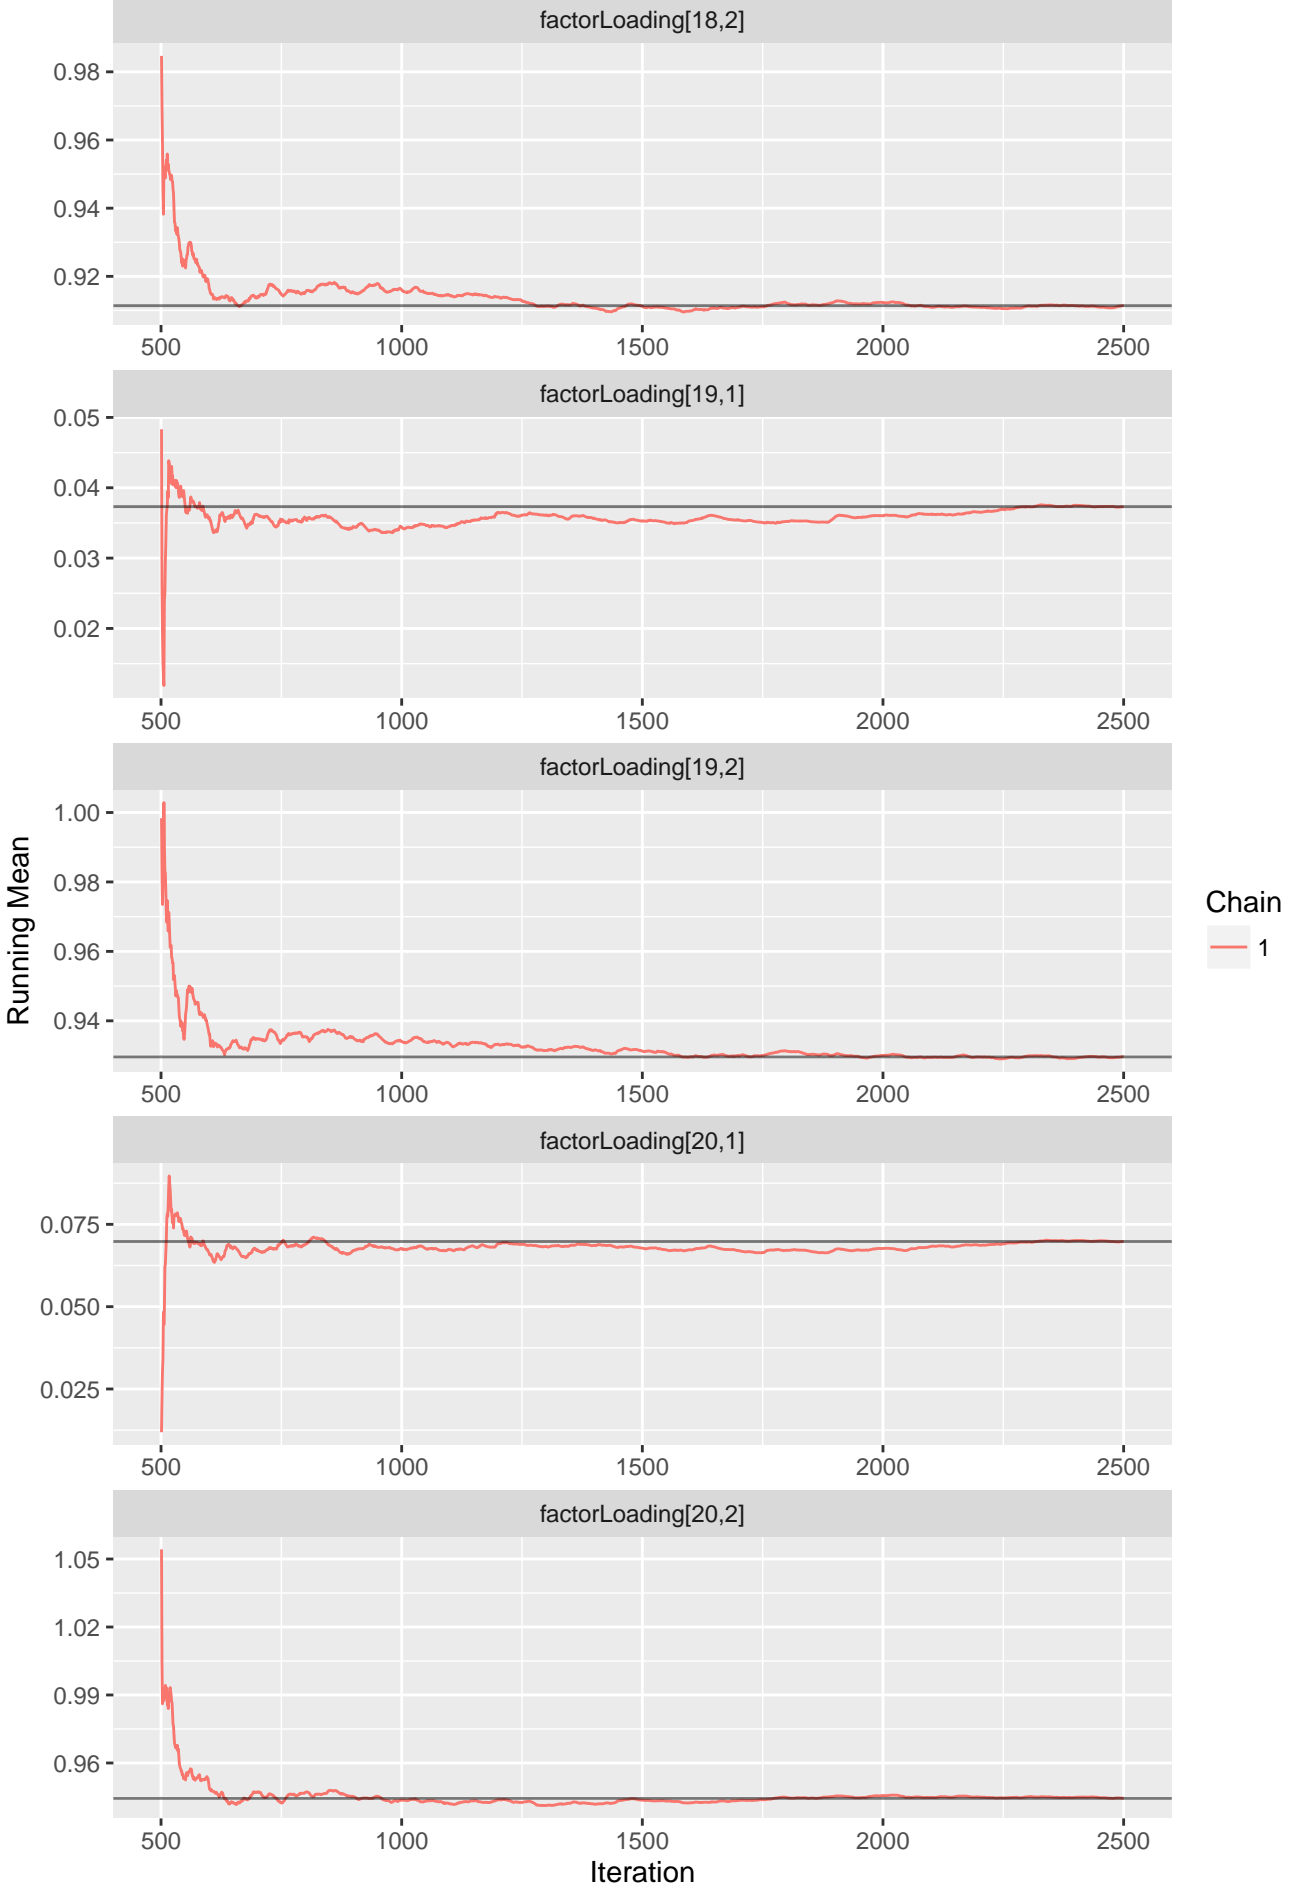 factorLoading[18,2]
0.98
0.96
0.94
0.92
500 1000 1500 2000 2500
factorLoading[19,1]
0.05
0.04
0.03
0.02
500 1000 1500 2000 2500
factorLoading[19,2]
1.00
0.98
0.96
0.94
500 1000 1500 2000 2500
factorLoading[20,1]
0.075
0.050
0.025
500 1000 1500 2000 2500
factorLoading[20,2]
1.05
1.02
0.99
0.96
500 1000 1500 2000 2500
Iteration
Running Mean
Chain
1